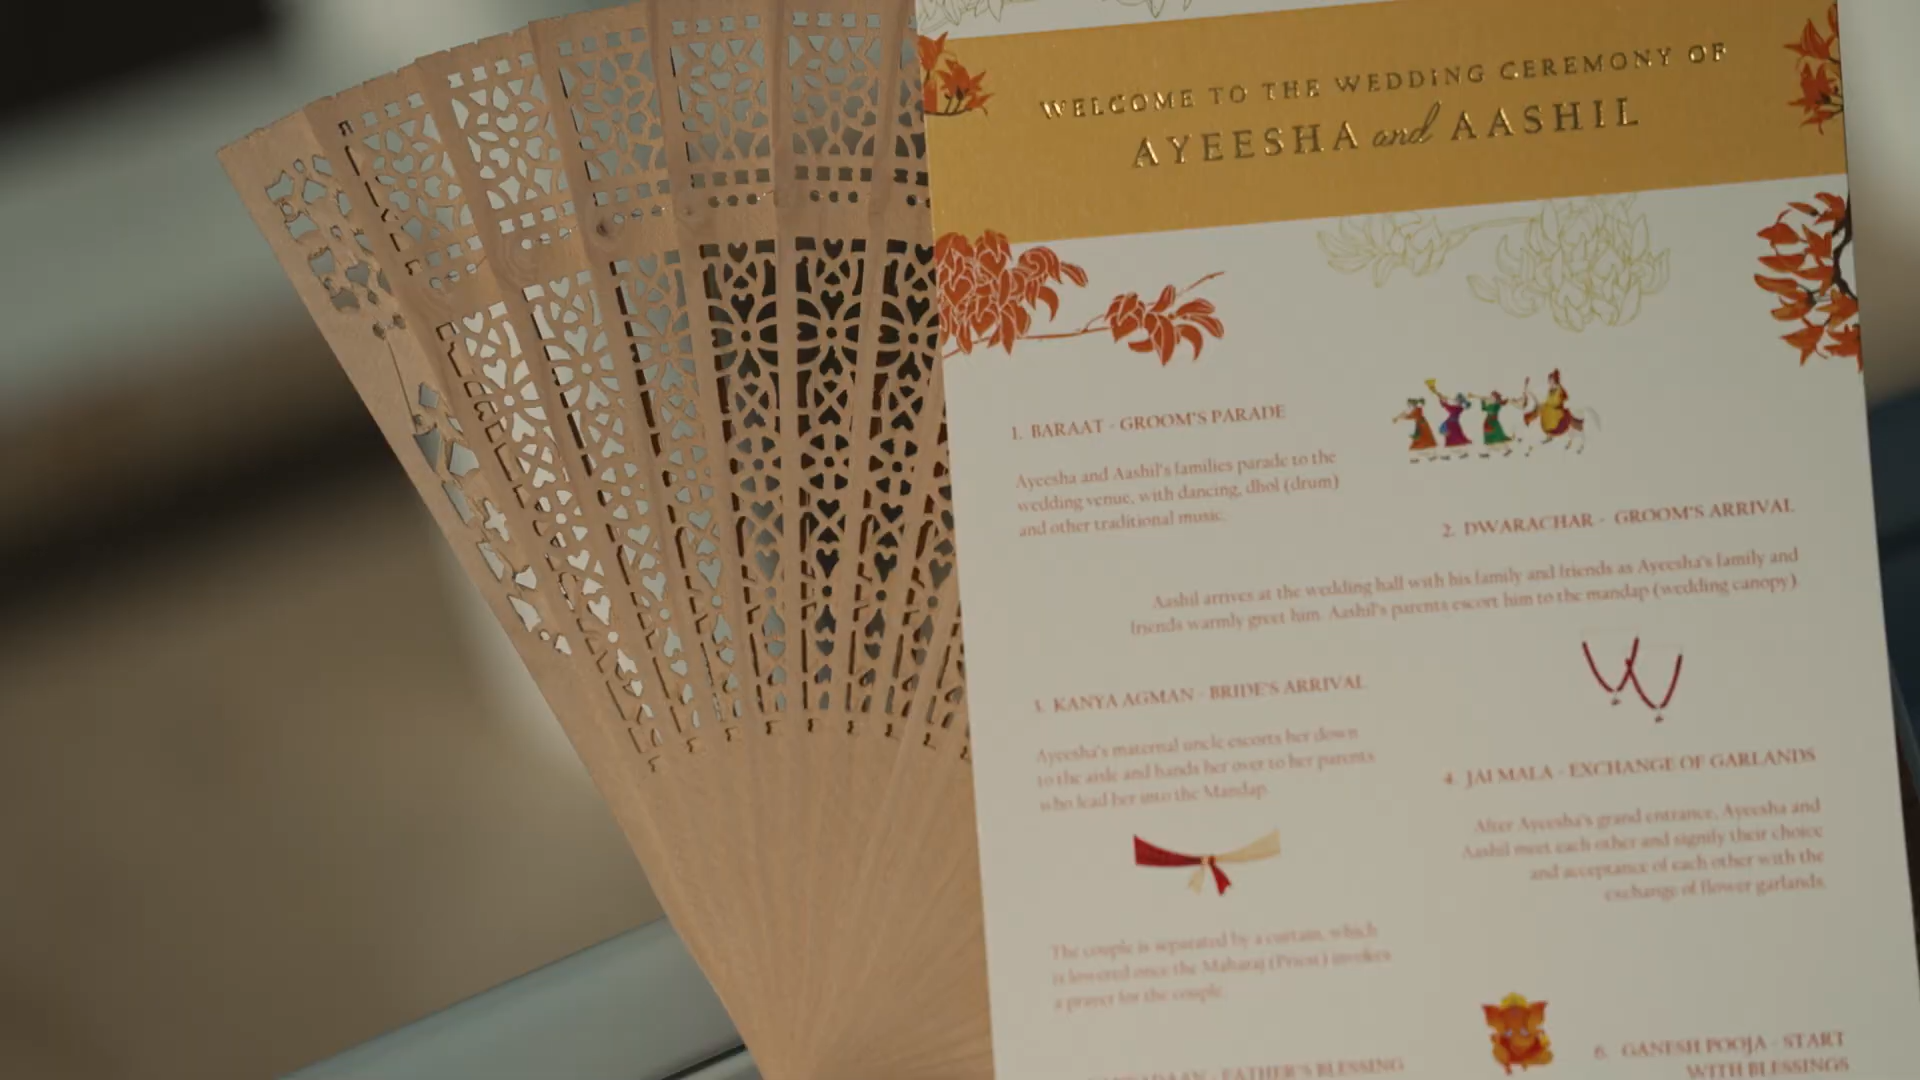 WELCOME TO THE WEDDING CEREMONY OF
AYEESHA and AASHIL
1. BARAAT - GROOM'S PARADE
Ayeesha and Aashil's families parade to the
wedding venue, with dancing, dhol (drum)
and other traditional music.
2. DWARACHAR - GROOM'S ARRIVAL
Aashil arrives at the wedding hall with his family and friends as Ayeesha's family and
friends warmly greet him. Aashil's parents escort him to the mandap (wedding canopy)
3. KANYA AGMAN - BRIDE'S ARRIVAL
Ayeesha's maternal uncle escorts her down
to the aisle and hands her over to her parents
who lead her into the Mandap.
4. JAI MALA - EXCHANGE OF GARLANDS
After Ayeesha's grand entrance, Ayeesha and
Aashil meet each other and signify their choice
and acceptance of each other with the
exchange of flower garlands.
The couple is separated by a curtain, which
is lowered once the Maharaj (Priest) invokes
a prayer for the couple.
FATHER'S BLESSING
6. GANESH POOJA - START
WITH BLESSINGS